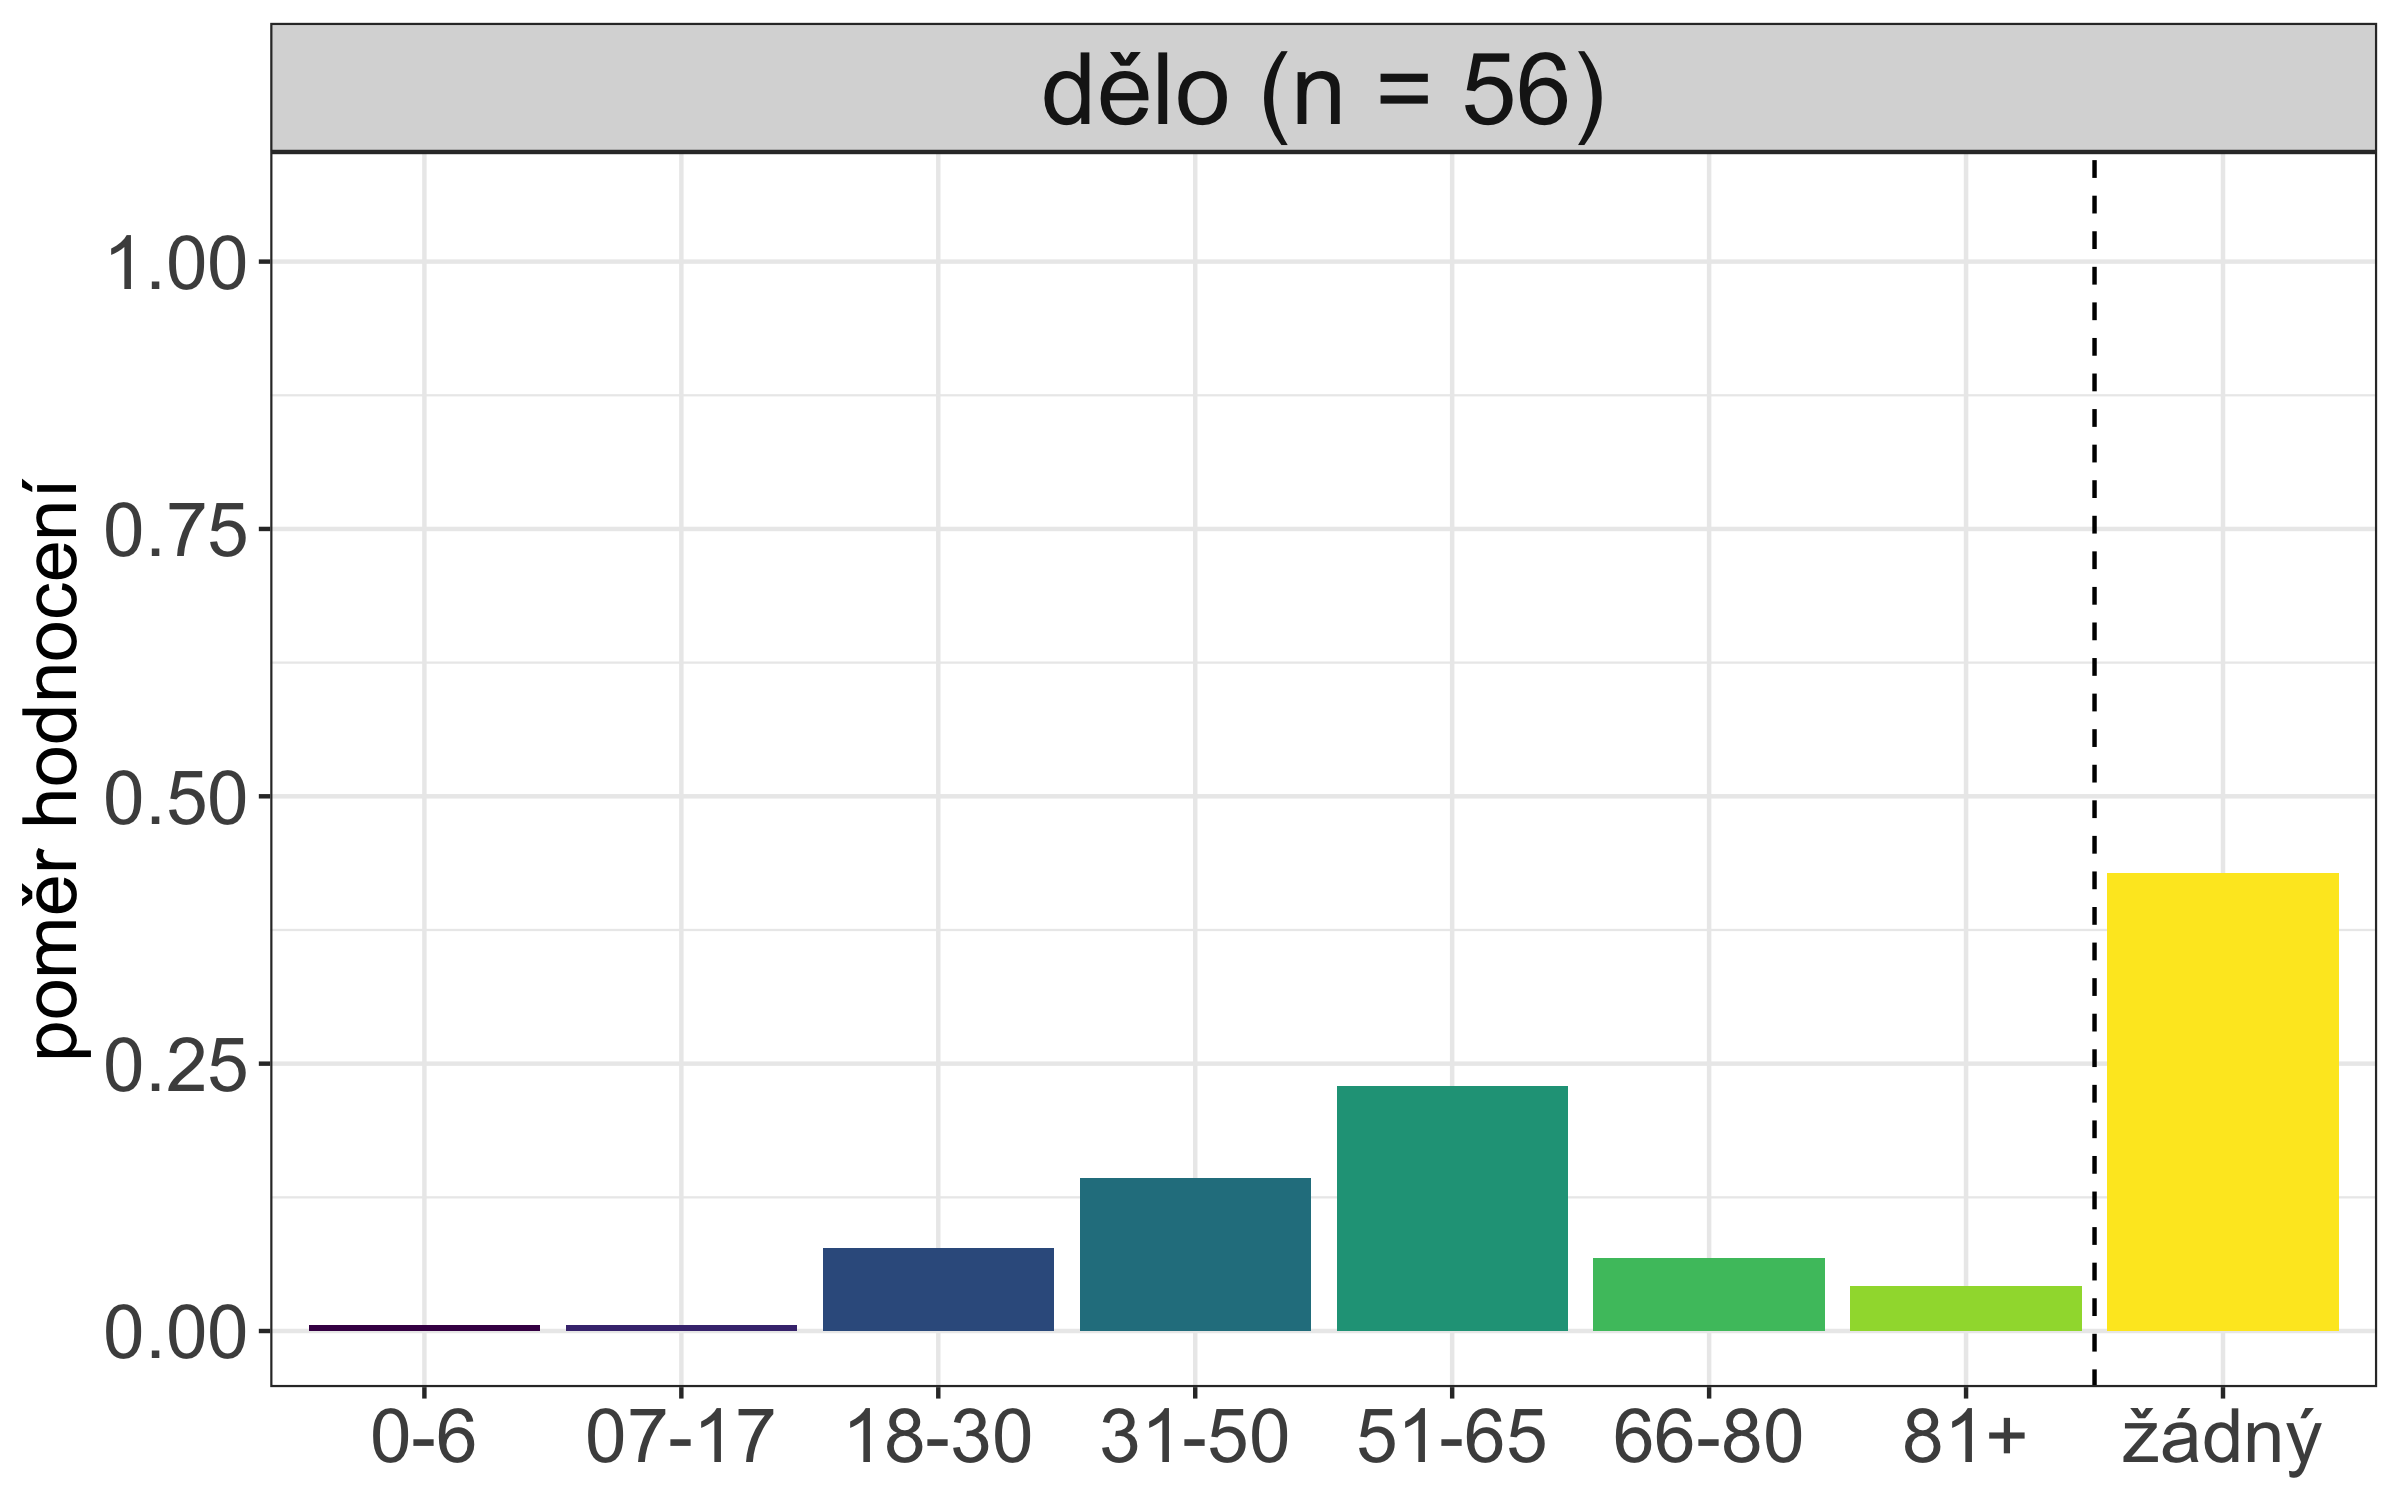 dělo (n = 56)
poměr hodnocení
1.00
0.75
0.50
0.25
0.00
0-6 07-17 18-30 31-50 51-65 66-80 81+ žádný